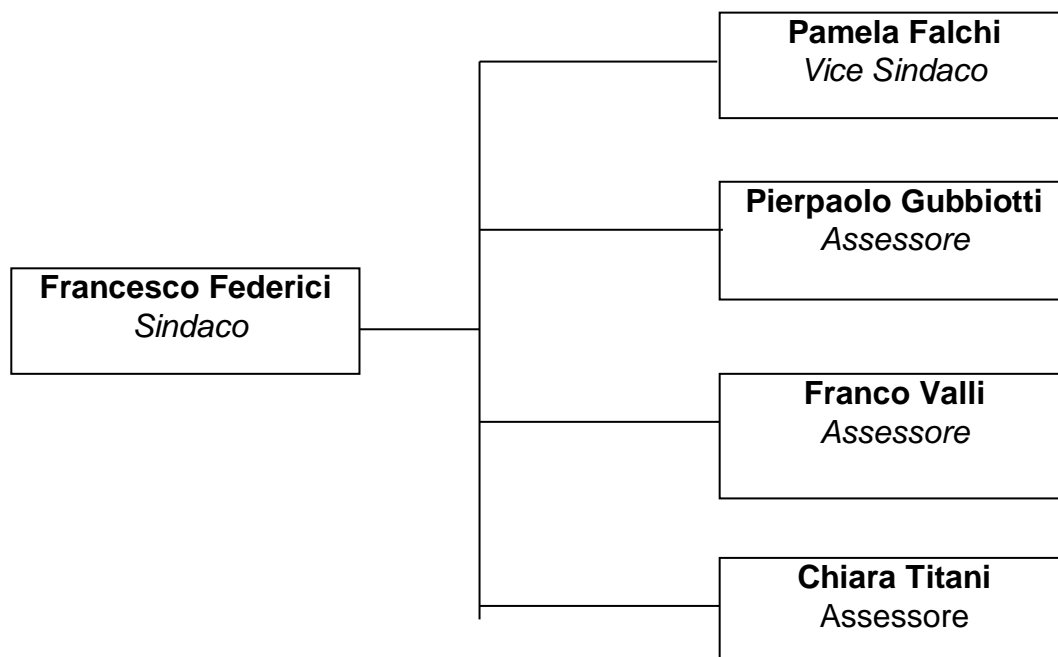 Pamela Falchi
Vice Sindaco
Pierpaolo Gubbiotti
Assessore
Francesco Federici
Sindaco
Franco Valli
Assessore
Chiara Titani
Assessore